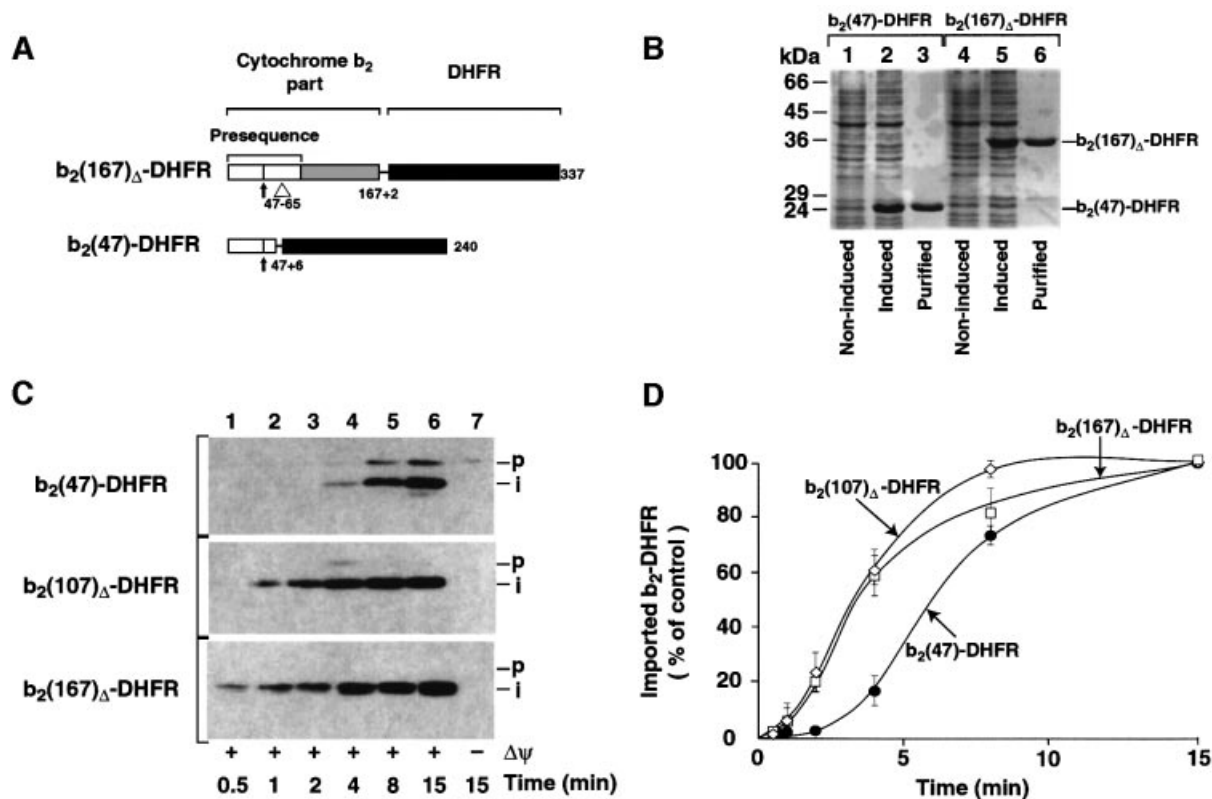 A
Cytochrome b₂
part
DHFR
Presequence
b₂(167)Δ-DHFR
337
47-65
167+2
b₂(47)-DHFR
240
47+6
B
b₂(47)-DHFR b₂(167)Δ-DHFR
kDa 1 2 3 4 5 6
66
45
36
29
24
b₂(167)Δ-DHFR
b₂(47)-DHFR
Non-induced
Induced
Purified
Non-induced
Induced
Purified
C
1 2 3 4 5 6 7
b₂(47)-DHFR
p
i
b₂(107)Δ-DHFR
p
i
b₂(167)Δ-DHFR
p
i
+ + + + + + − Δψ
0.5 1 2 4 8 15 15 Time (min)
D
Imported b₂-DHFR
( % of control )
100
80
60
40
20
0
0 5 10 15
Time (min)
b₂(167)Δ-DHFR
b₂(107)Δ-DHFR
b₂(47)-DHFR